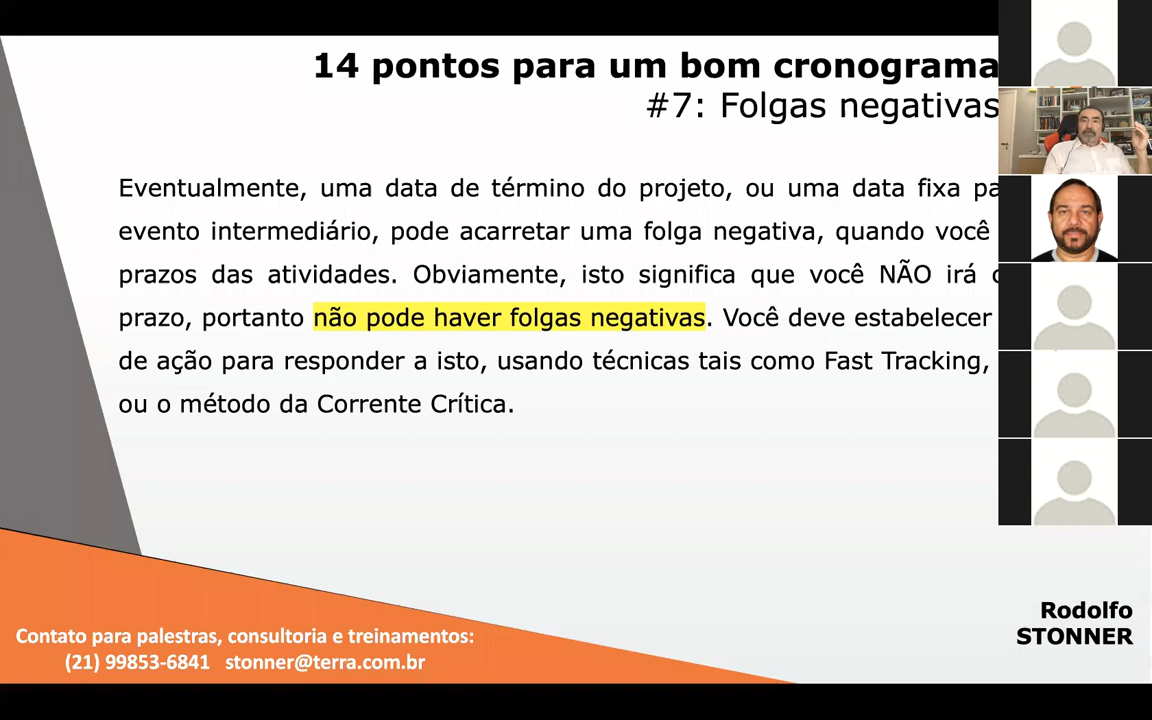 14 pontos para um bom cronograma
#7: Folgas negativas
Eventualmente, uma data de término do projeto, ou uma data fixa
evento intermediário, pode acarretar uma folga negativa, quando você
prazos das atividades. Obviamente, isto significa que você NÃO irá
prazo, portanto não pode haver folgas negativas. Você deve estabelecer
de ação para responder a isto, usando técnicas tais como Fast Tracking,
ou o método da Corrente Crítica.
Rodolfo
STONNER
Contato para palestras, consultoria e treinamentos:
(21) 99853-6841 stonner@terra.com.br